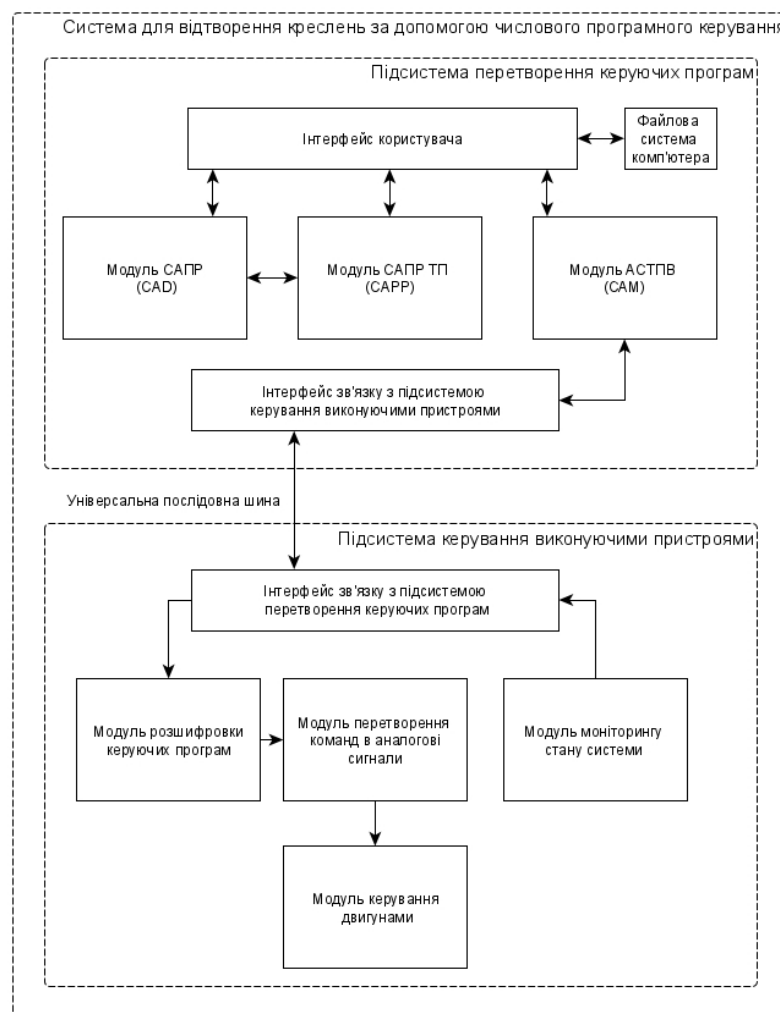 Система для відтворення креслень за допомогою числового програмного керування
Підсистема перетворення керуючих програм
Інтерфейс користувача
Файлова
система
комп'ютера
Модуль САПР
(CAD)
Модуль САПР ТП
(CAPP)
Модуль АСТПВ
(CAM)
Інтерфейс зв'язку з підсистемою
керування виконуючими пристроями
Універсальна послідовна шина
Підсистема керування виконуючими пристроями
Інтерфейс зв'язку з підсистемою
перетворення керуючих програм
Модуль розшифровки
керуючих програм
Модуль перетворення
команд в аналогові
сигнали
Модуль моніторингу
стану системи
Модуль керування
двигунами